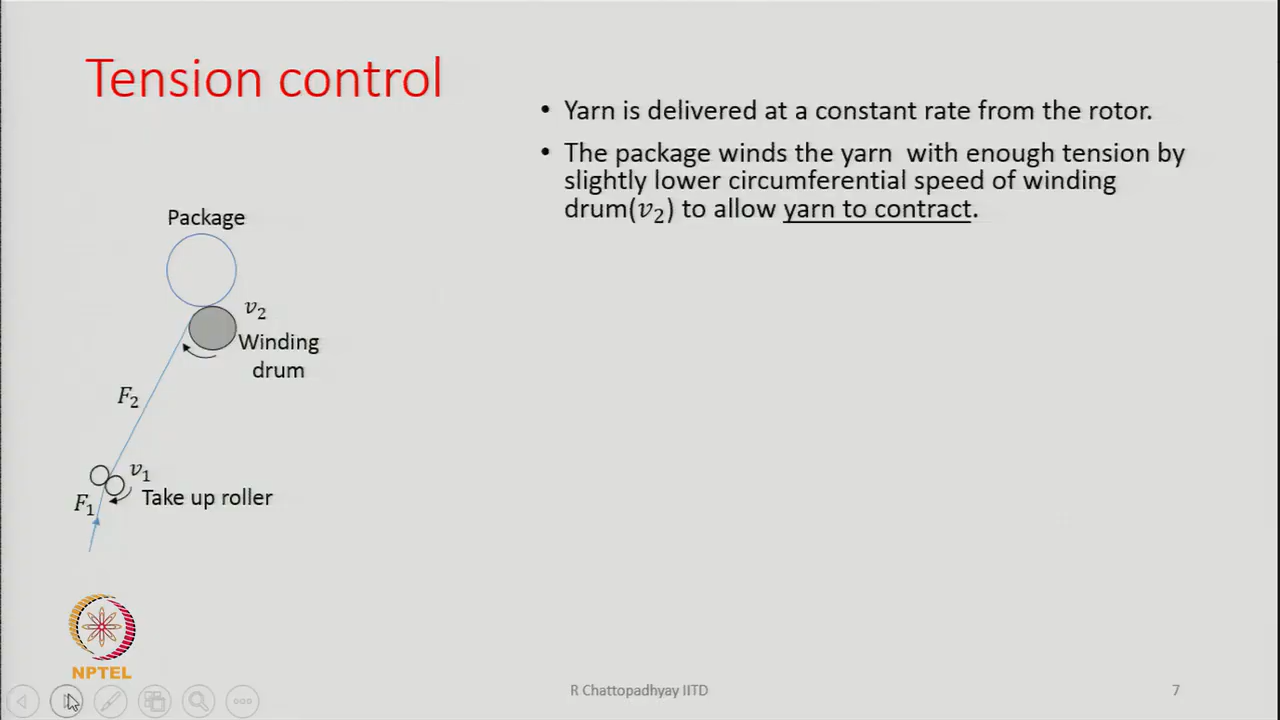 Tension control
• Yarn is delivered at a constant rate from the rotor.
• The package winds the yarn with enough tension by
slightly lower circumferential speed of winding
drum(v₂) to allow yarn to contract.
Package
v₂
Winding
drum
F₂
v₁
F₁
Take up roller
NPTEL
R Chattopadhyay IITD
7